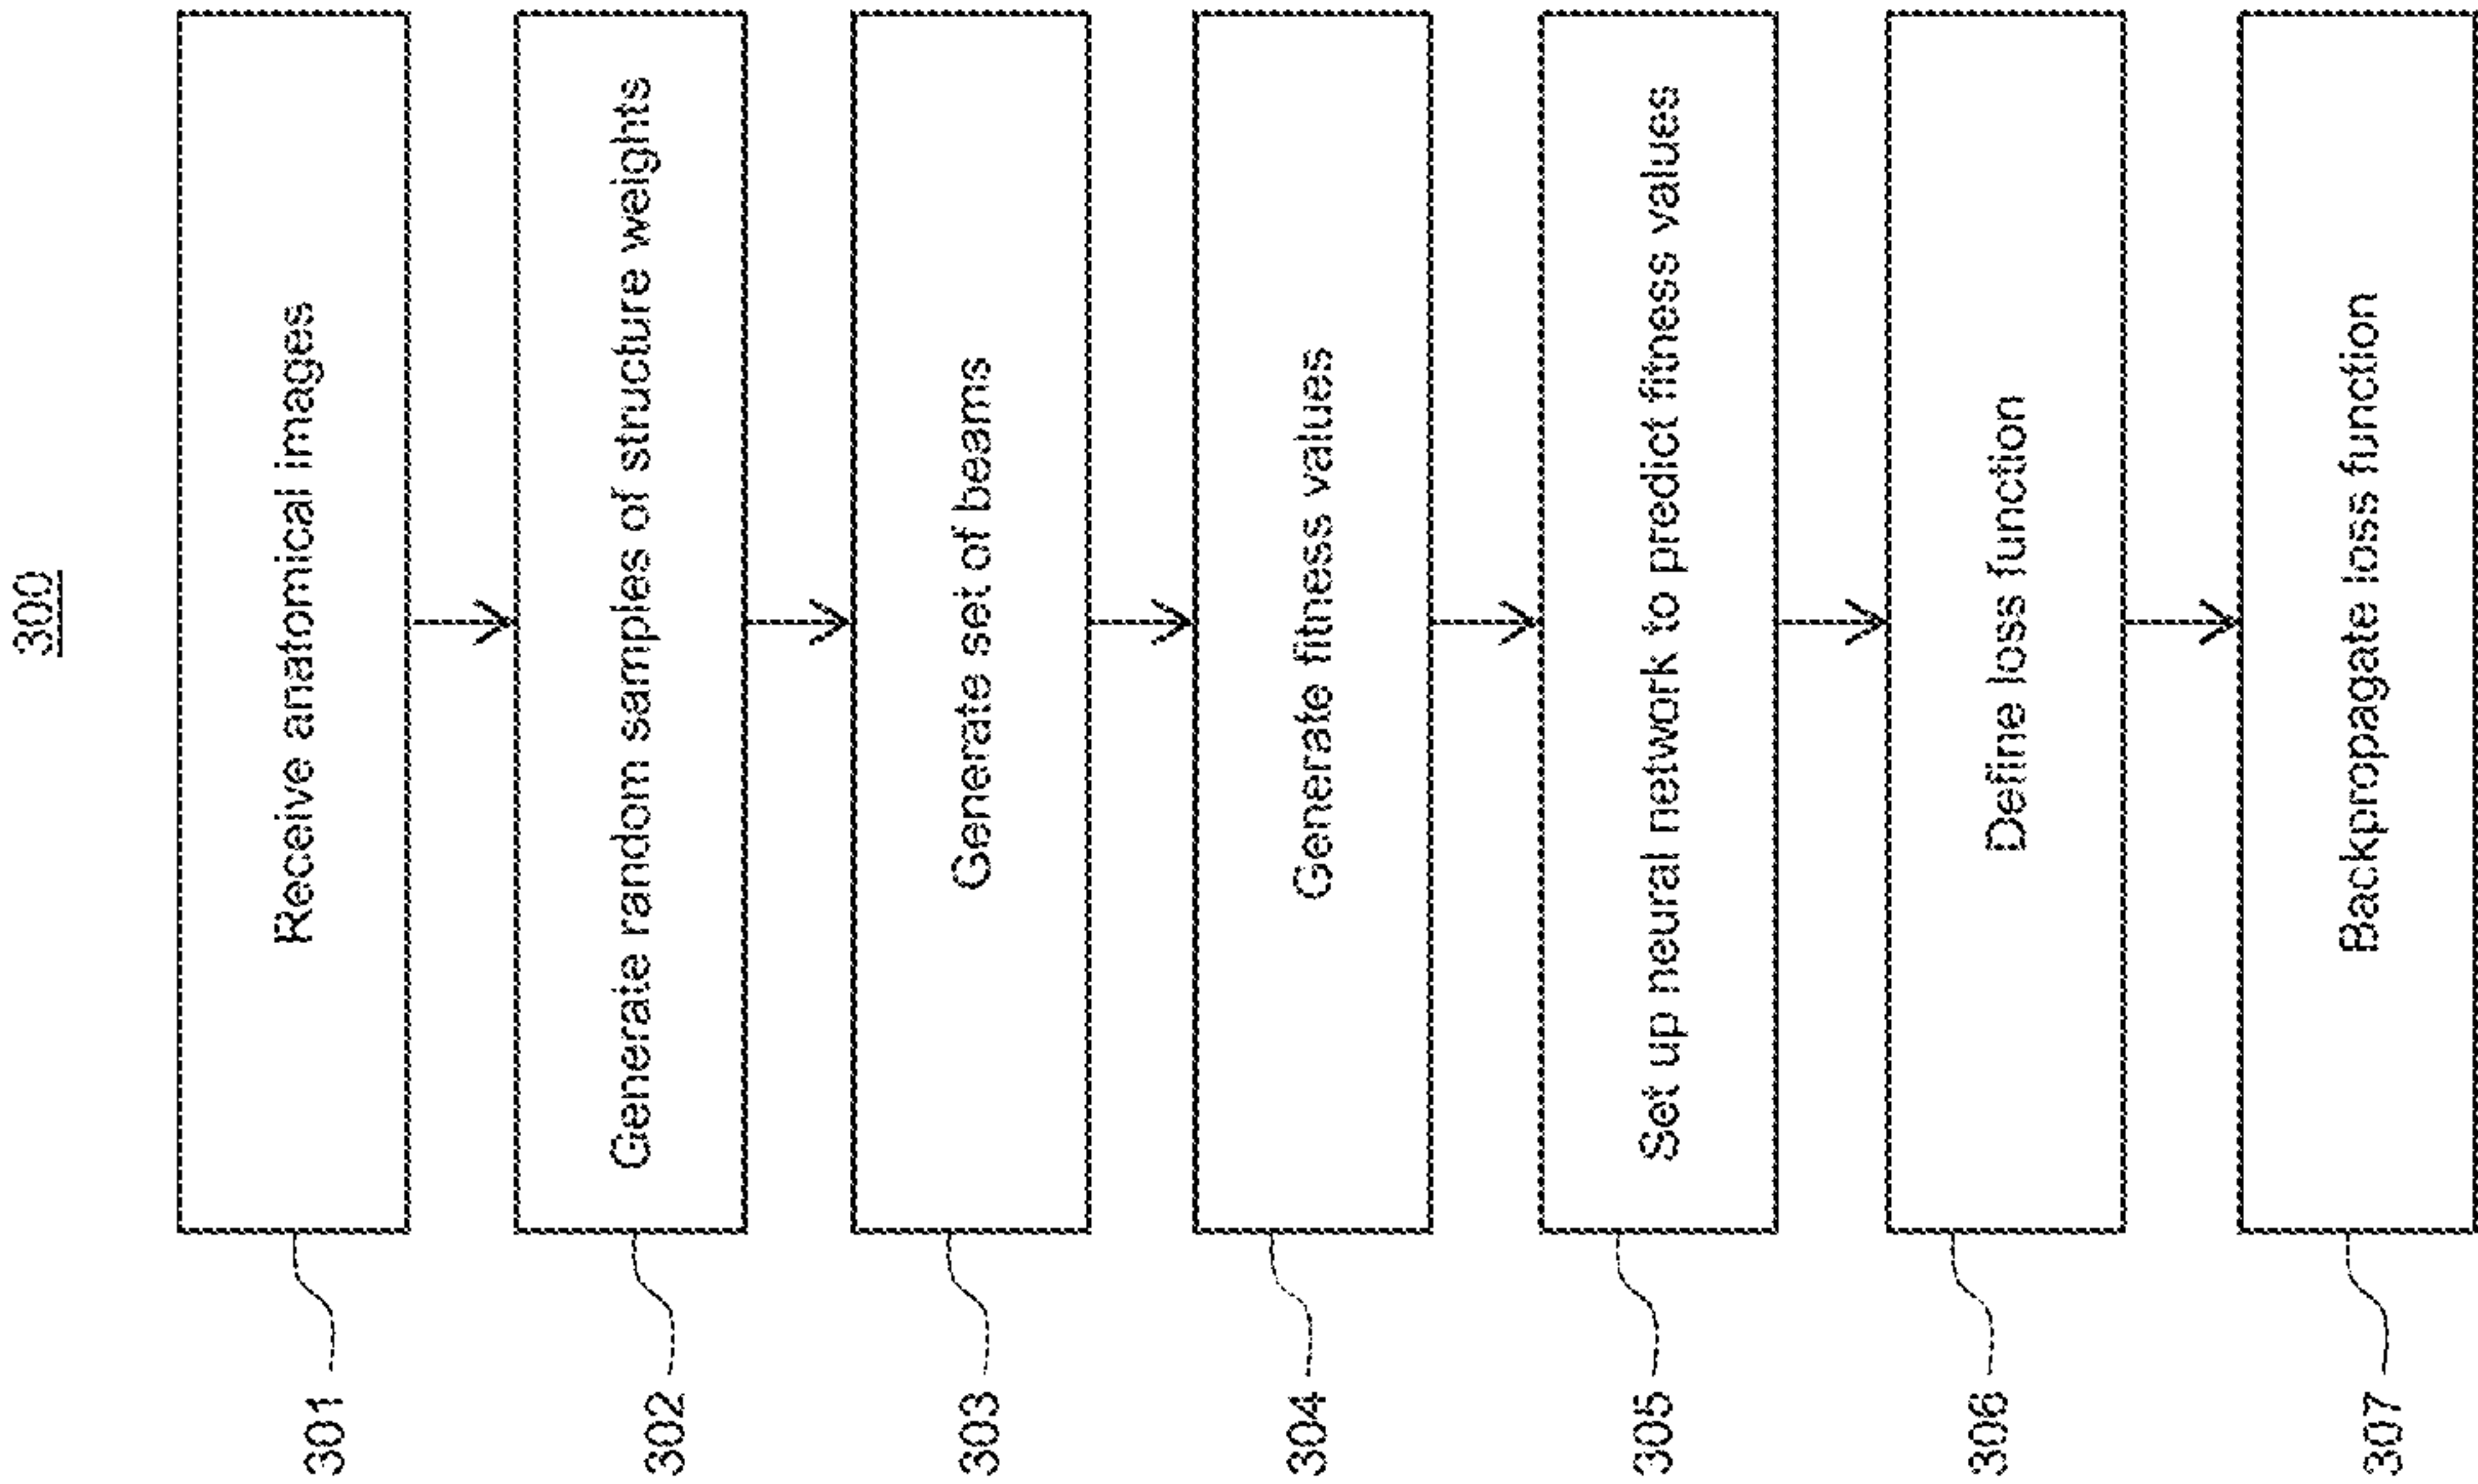 300
301
Receive anatomical images
302
Generate random samples of structure weights
303
Generate set of beams
304
Generate fitness values
305
Set up neural network to predict fitness values
306
Define loss function
307
Backpropagate loss function